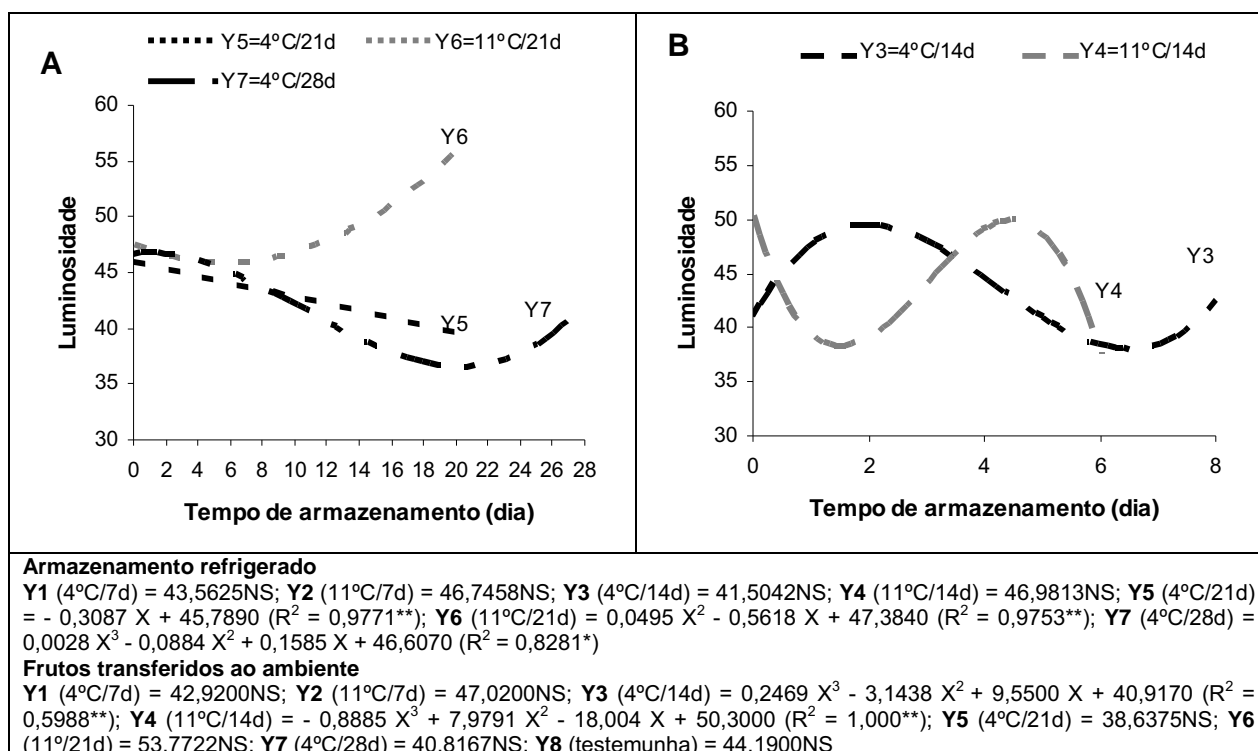 A
Y5=4ºC/21d Y6=11ºC/21d
Y7=4ºC/28d
60
55
50
45
40
35
30
Luminosidade
Y6
Y5
Y7
0 2 4 6 8 10 12 14 16 18 20 22 24 26 28
Tempo de armazenamento (dia)
B
Y3=4ºC/14d Y4=11ºC/14d
60
55
50
45
40
35
30
Luminosidade
Y3
Y4
0 2 4 6 8
Tempo de armazenamento (dia)
Armazenamento refrigerado
Y1 (4ºC/7d) = 43,5625NS; Y2 (11ºC/7d) = 46,7458NS; Y3 (4ºC/14d) = 41,5042NS; Y4 (11ºC/14d) = 46,9813NS; Y5 (4ºC/21d)
= - 0,3087 X + 45,7890 (R² = 0,9771**); Y6 (11ºC/21d) = 0,0495 X² - 0,5618 X + 47,3840 (R² = 0,9753**); Y7 (4ºC/28d) =
0,0028 X³ - 0,0884 X² + 0,1585 X + 46,6070 (R² = 0,8281*)
Frutos transferidos ao ambiente
Y1 (4ºC/7d) = 42,9200NS; Y2 (11ºC/7d) = 47,0200NS; Y3 (4ºC/14d) = 0,2469 X³ - 3,1438 X² + 9,5500 X + 40,9170 (R² =
0,5988**); Y4 (11ºC/14d) = - 0,8885 X³ + 7,9791 X² - 18,004 X + 50,3000 (R² = 1,000**); Y5 (4ºC/21d) = 38,6375NS; Y6
(11º/21d) = 53,7722NS; Y7 (4ºC/28d) = 40,8167NS; Y8 (testemunha) = 44,1900NS